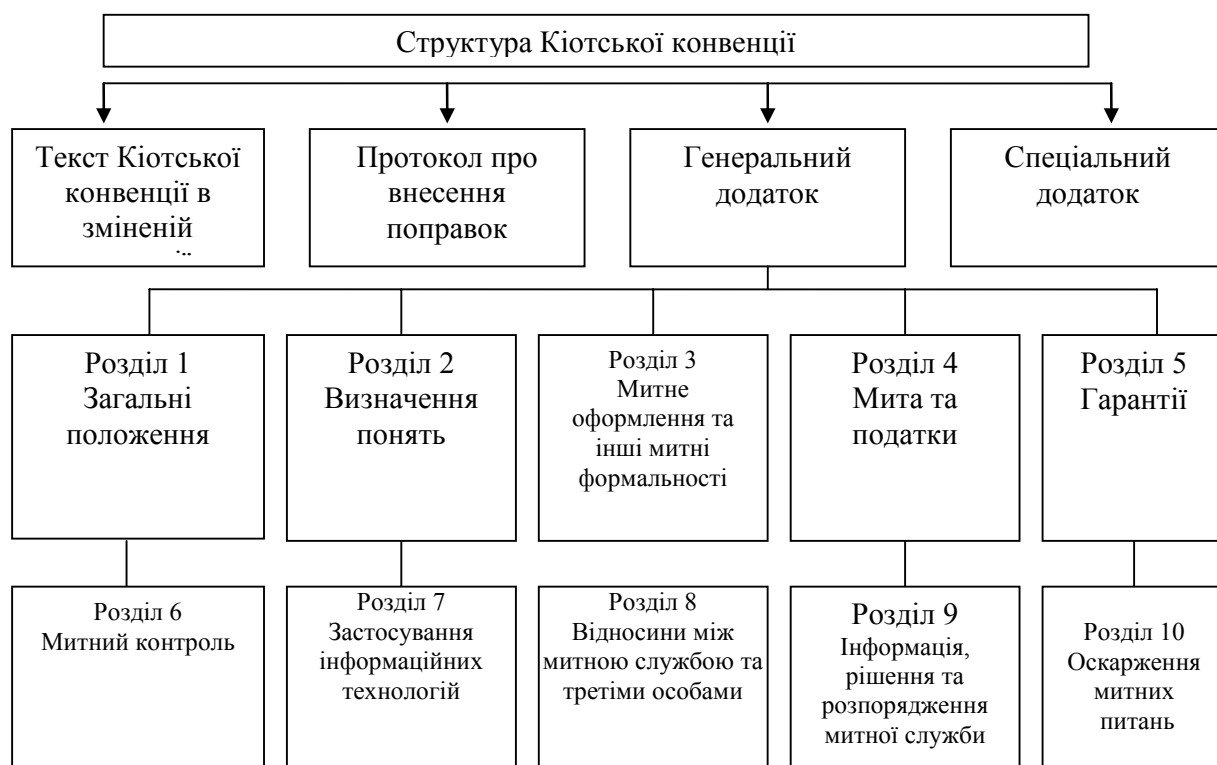 Структура Кіотської конвенції
Текст Кіотської
конвенції в
зміненій
Протокол про
внесення
поправок
Генеральний
додаток
Спеціальний
додаток
Розділ 1
Загальні
положення
Розділ 2
Визначення
понять
Розділ 3
Митне
оформлення та
інші митні
формальності
Розділ 4
Мита та
податки
Розділ 5
Гарантії
Розділ 6
Митний контроль
Розділ 7
Застосування
інформаційних
технологій
Розділ 8
Відносини між
митною службою та
третіми особами
Розділ 9
Інформація,
рішення та
розпорядження
митної служби
Розділ 10
Оскарження
митних
питань